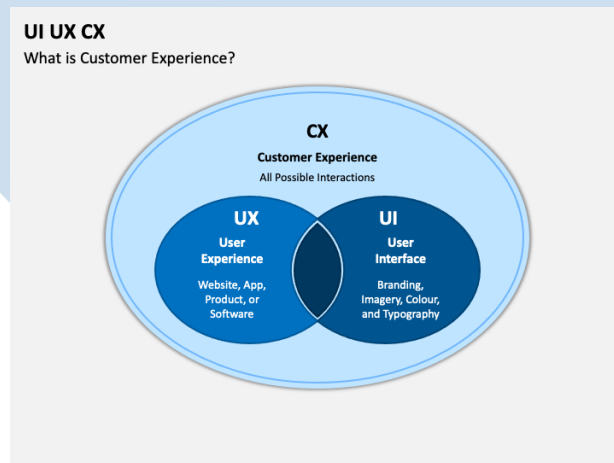 UI UX CX
What is Customer Experience?
CX
Customer Experience
All Possible Interactions
UX
User
Experience
Website, App,
Product, or
Software
UI
User
Interface
Branding,
Imagery, Colour,
and Typography